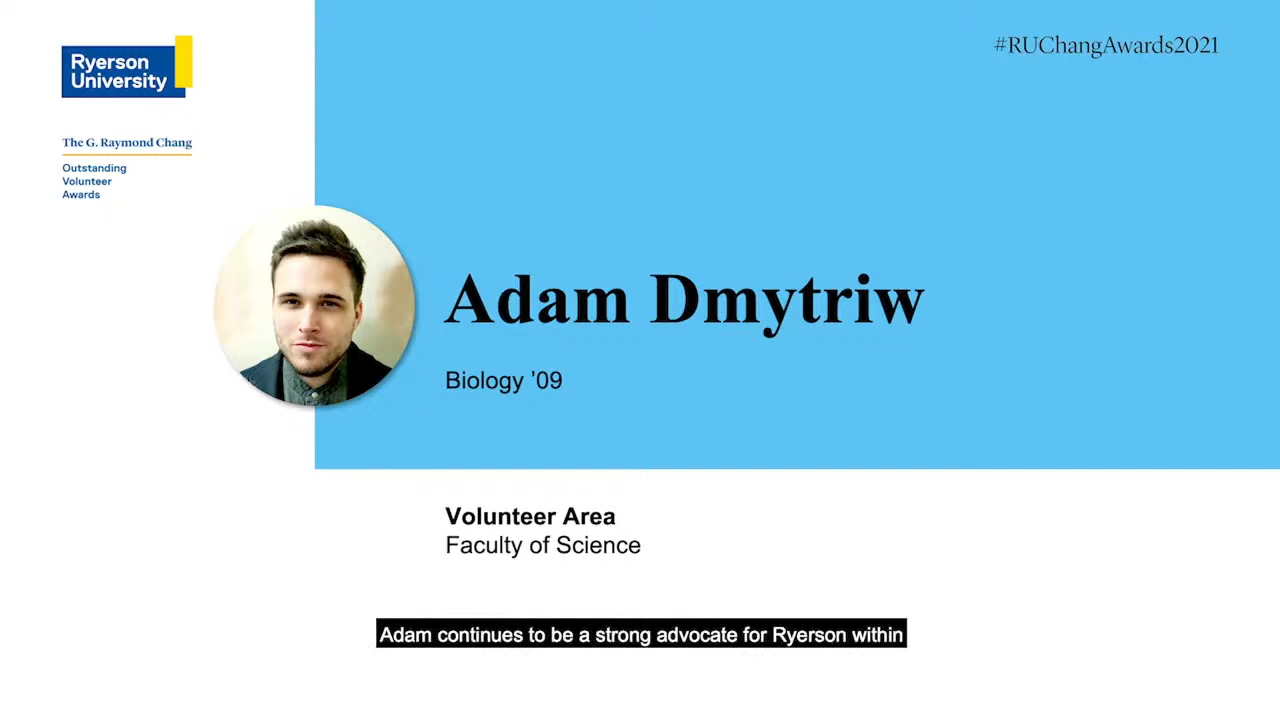 Ryerson
University
#RUChangAwards2021
The G. Raymond Chang
Outstanding
Volunteer
Awards
Adam Dmytriw
Biology '09
Volunteer Area
Faculty of Science
Adam continues to be a strong advocate for Ryerson within